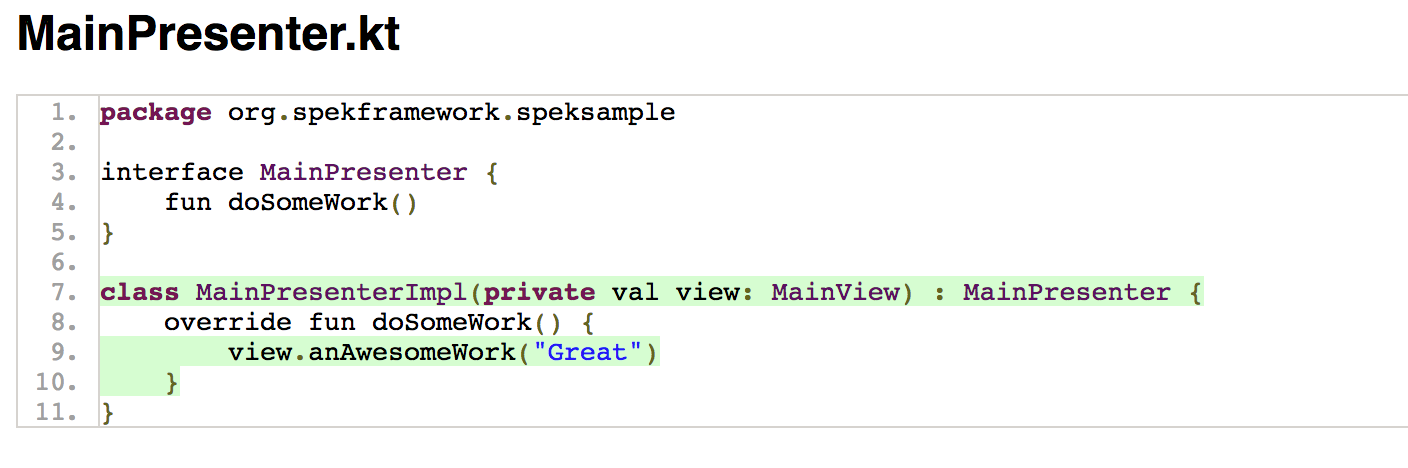 MainPresenter.kt
1. package org.spekframework.speksample
2.
3. interface MainPresenter {
4.     fun doSomeWork()
5. }
6.
7. class MainPresenterImpl(private val view: MainView) : MainPresenter {
8.     override fun doSomeWork() {
9.         view.anAwesomeWork("Great")
10.     }
11. }